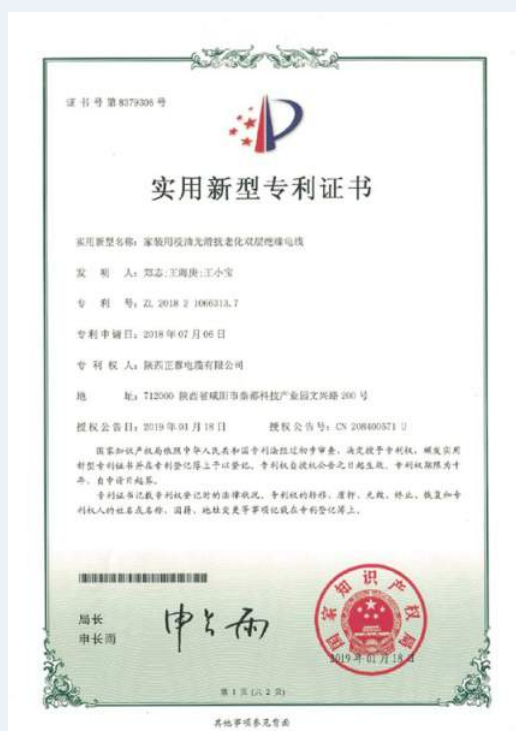 证书号第8379306号
实用新型专利证书
实用新型名称：家装用浸油光滑抗老化双层绝缘电线
发 明 人：郑志;王海庚;王小宝
专 利 号：ZL 2018 2 1066313.7
专利申请日：2018年07月06日
专 利 权 人：陕西正群电缆有限公司
地 址：712000 陕西省咸阳市秦都科技产业园文兴路200号
授权公告日：2019年01月18日 授权公告号：CN 208400571 U
国家知识产权局依照中华人民共和国专利法经过初步审查，决定授予专利权，颁发实用
新型专利证书并在专利登记簿上予以登记。专利权自授权公告之日起生效。专利权期限为十
年，自申请日起算。
专利证书记载专利权登记时的法律状况。专利权的转移、质押、无效、终止、恢复和专
利权人的姓名或名称、国籍、地址变更等事项记载在专利登记簿上。
局长
申长雨
申长雨
国家知识产权局
2019年01月18日
第1页(共2页)
其他事项参见背面